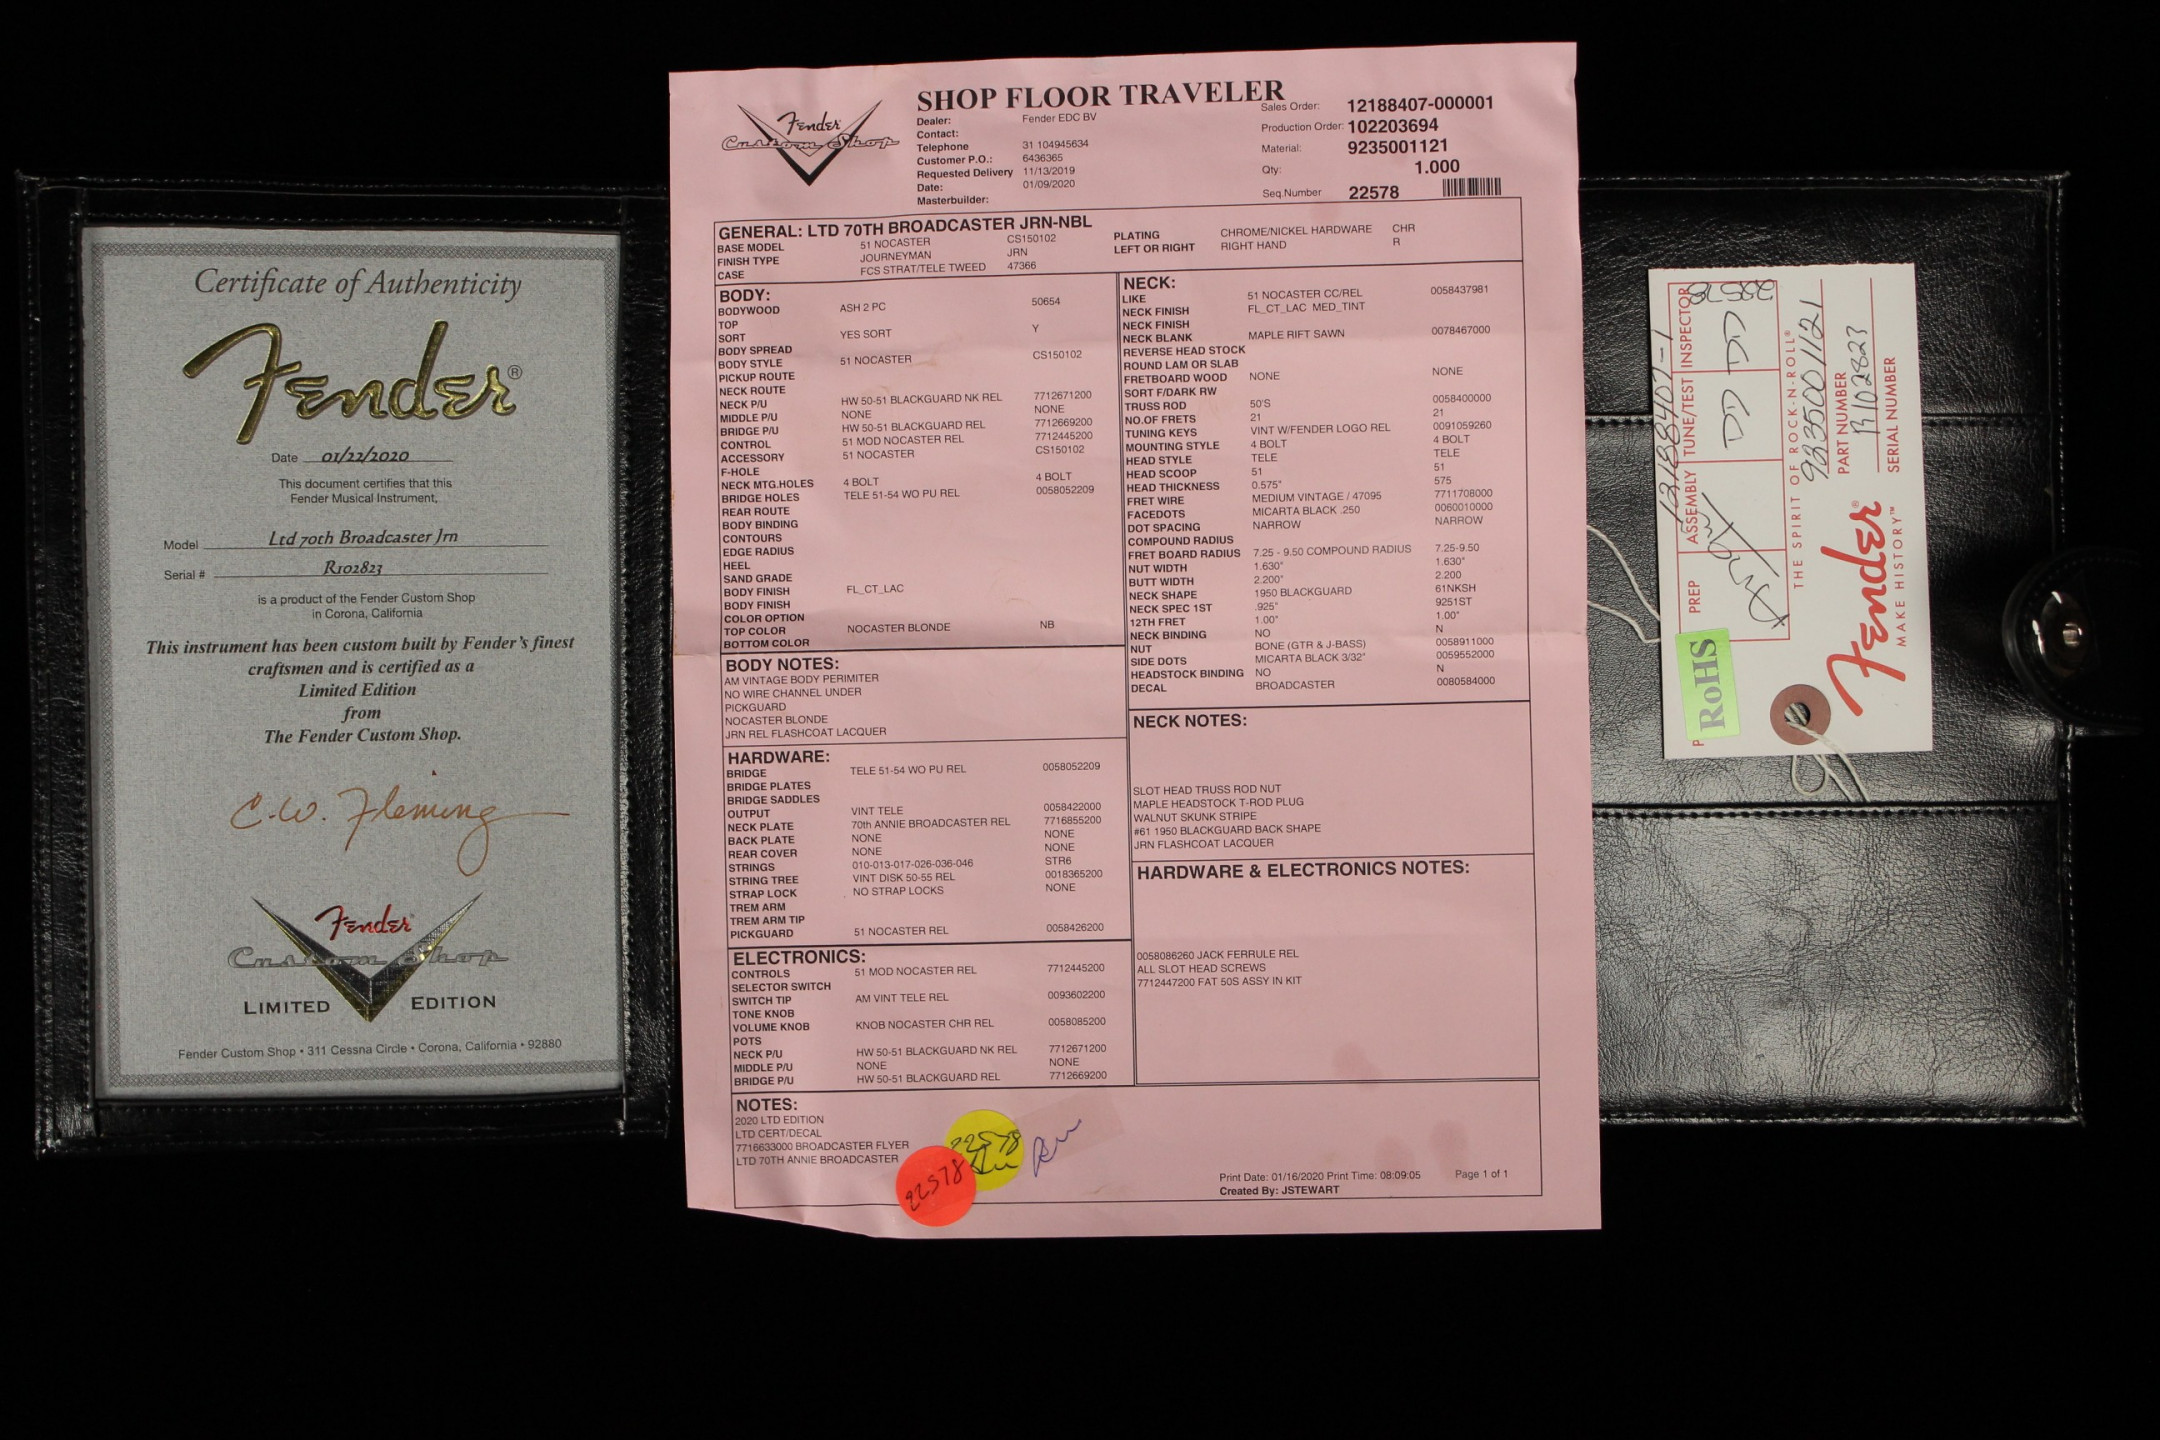 Certificate of Authenticity
Fender®
Date 01/22/2020
This document certifies that this
Fender Musical Instrument,
Model Ltd 70th Broadcaster Jrn
Serial # R102823
is a product of the Fender Custom Shop
in Corona, California
This instrument has been custom built by Fender's finest
craftsmen and is certified as a
Limited Edition
from
The Fender Custom Shop.
C.W. Fleming
Fender
Custom Shop
LIMITED EDITION
Fender Custom Shop • 311 Cessna Circle • Corona, California • 92880
Fender
Custom Shop
SHOP FLOOR TRAVELER
Dealer: Fender EDC BV
Contact:
Telephone 31 104945634
Customer P.O.: 6436365
Requested Delivery 11/13/2019
Date: 01/09/2020
Masterbuilder:
Sales Order: 12188407-000001
Production Order: 102203694
Material: 9235001121
Qty: 1.000
Seq.Number 22578
GENERAL: LTD 70TH BROADCASTER JRN-NBL
BASE MODEL 51 NOCASTER CS150102
FINISH TYPE JOURNEYMAN JRN
CASE FCS STRAT/TELE TWEED 47366
PLATING CHROME/NICKEL HARDWARE CHR
LEFT OR RIGHT RIGHT HAND R
BODY:
BODYWOOD ASH 2 PC 50654
TOP
SORT YES SORT Y
BODY SPREAD
BODY STYLE 51 NOCASTER CS150102
PICKUP ROUTE
NECK ROUTE
NECK P/U HW 50-51 BLACKGUARD NK REL 7712671200
MIDDLE P/U NONE NONE
BRIDGE P/U HW 50-51 BLACKGUARD REL 7712669200
CONTROL 51 MOD NOCASTER REL 7712445200
ACCESSORY 51 NOCASTER CS150102
F-HOLE
NECK MTG.HOLES 4 BOLT 4 BOLT
BRIDGE HOLES TELE 51-54 WO PU REL 0058052209
REAR ROUTE
BODY BINDING
CONTOURS
EDGE RADIUS
HEEL
SAND GRADE
BODY FINISH FL_CT_LAC
BODY FINISH
COLOR OPTION
TOP COLOR NOCASTER BLONDE NB
BOTTOM COLOR
BODY NOTES:
AM VINTAGE BODY PERIMITER
NO WIRE CHANNEL UNDER
PICKGUARD
NOCASTER BLONDE
JRN REL FLASHCOAT LACQUER
HARDWARE:
BRIDGE TELE 51-54 WO PU REL 0058052209
BRIDGE PLATES
BRIDGE SADDLES
OUTPUT VINT TELE 0058422000
NECK PLATE 70th ANNIE BROADCASTER REL 7716855200
BACK PLATE NONE NONE
REAR COVER NONE NONE
STRINGS 010-013-017-026-036-046 STR6
STRING TREE VINT DISK 50-55 REL 0018365200
STRAP LOCK NO STRAP LOCKS NONE
TREM ARM
TREM ARM TIP
PICKGUARD 51 NOCASTER REL 0058426200
ELECTRONICS:
CONTROLS 51 MOD NOCASTER REL 7712445200
SELECTOR SWITCH
SWITCH TIP AM VINT TELE REL 0093602200
TONE KNOB
VOLUME KNOB KNOB NOCASTER CHR REL 0058085200
POTS
NECK P/U HW 50-51 BLACKGUARD NK REL 7712671200
MIDDLE P/U NONE NONE
BRIDGE P/U HW 50-51 BLACKGUARD REL 7712669200
NECK:
LIKE 51 NOCASTER CC/REL 0058437981
NECK FINISH FL_CT_LAC MED_TINT
NECK FINISH
NECK BLANK MAPLE RIFT SAWN 0078467000
REVERSE HEAD STOCK
ROUND LAM OR SLAB
FRETBOARD WOOD NONE NONE
SORT F/DARK RW
TRUSS ROD 50'S 0058400000
NO.OF FRETS 21 21
TUNING KEYS VINT W/FENDER LOGO REL 0091059260
MOUNTING STYLE 4 BOLT 4 BOLT
HEAD STYLE TELE TELE
HEAD SCOOP 51 51
HEAD THICKNESS 0.575" 575
FRET WIRE MEDIUM VINTAGE / 47095 7711708000
FACEDOTS MICARTA BLACK .250 0060010000
DOT SPACING NARROW NARROW
COMPOUND RADIUS
FRET BOARD RADIUS 7.25 - 9.50 COMPOUND RADIUS 7.25-9.50
NUT WIDTH 1.630" 1.630"
BUTT WIDTH 2.200" 2.200
NECK SHAPE 1950 BLACKGUARD 61NKSH
NECK SPEC 1ST .925" 9251ST
12TH FRET 1.00" 1.00"
NECK BINDING NO N
NUT BONE (GTR & J-BASS) 0058911000
SIDE DOTS MICARTA BLACK 3/32" 0059552000
HEADSTOCK BINDING NO N
DECAL BROADCASTER 0080584000
NECK NOTES:
SLOT HEAD TRUSS ROD NUT
MAPLE HEADSTOCK T-ROD PLUG
WALNUT SKUNK STRIPE
#61 1950 BLACKGUARD BACK SHAPE
JRN FLASHCOAT LACQUER
HARDWARE & ELECTRONICS NOTES:
0058086260 JACK FERRULE REL
ALL SLOT HEAD SCREWS
7712447200 FAT 50S ASSY IN KIT
NOTES:
2020 LTD EDITION
LTD CERT/DECAL
7716633000 BROADCASTER FLYER
LTD 70TH ANNIE BROADCASTER
22578
22578
Print Date: 01/16/2020 Print Time: 08:09:05 Page 1 of 1
Created By: JSTEWART
12188407-1
22578
PREP ASSEMBLY TUNE/TEST INSPECTOR
DD DD
THE SPIRIT OF ROCK-N-ROLL®
9235001121
PART NUMBER
R102823
SERIAL NUMBER
Fender®
MAKE HISTORY™
RoHS